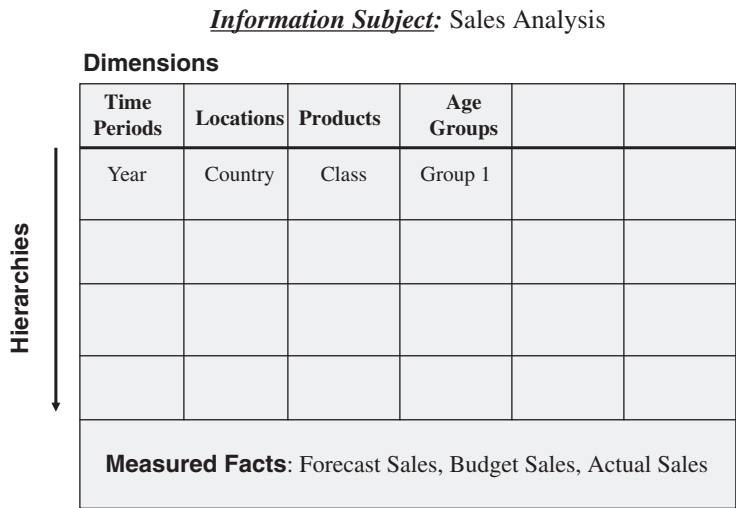 Information Subject: Sales Analysis
Dimensions
Time Periods Locations Products Age Groups
Year Country Class Group 1
Hierarchies
Measured Facts: Forecast Sales, Budget Sales, Actual Sales